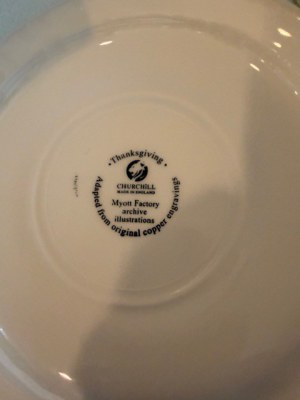 •Thanksgiving•
CHURCHILL
MADE IN ENGLAND
Myott Factory
archive
illustrations
Adapted from original copper engravings